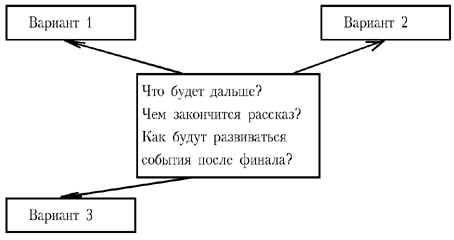 Вариант 1
Вариант 2
Что будет дальше?
Чем закончится рассказ?
Как будут развиваться
события после финала?
Вариант 3